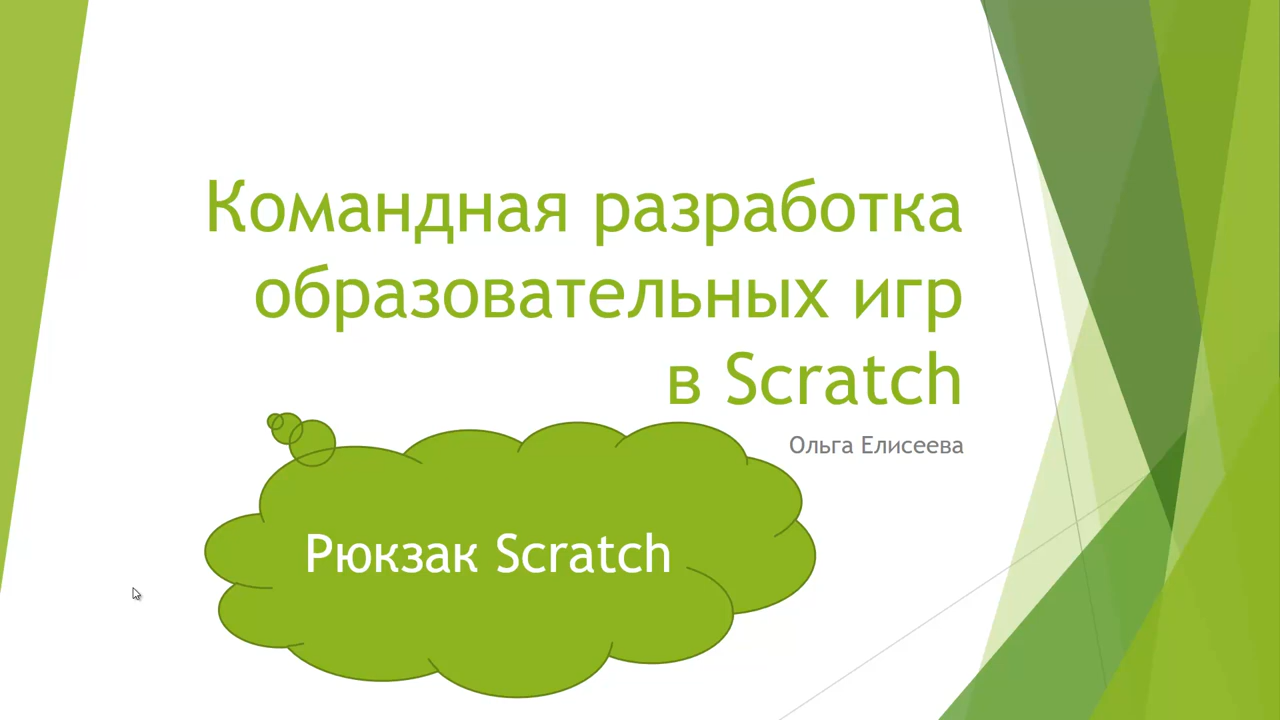 Командная разработка
образовательных игр
в Scratch
Ольга Елисеева
Рюкзак Scratch